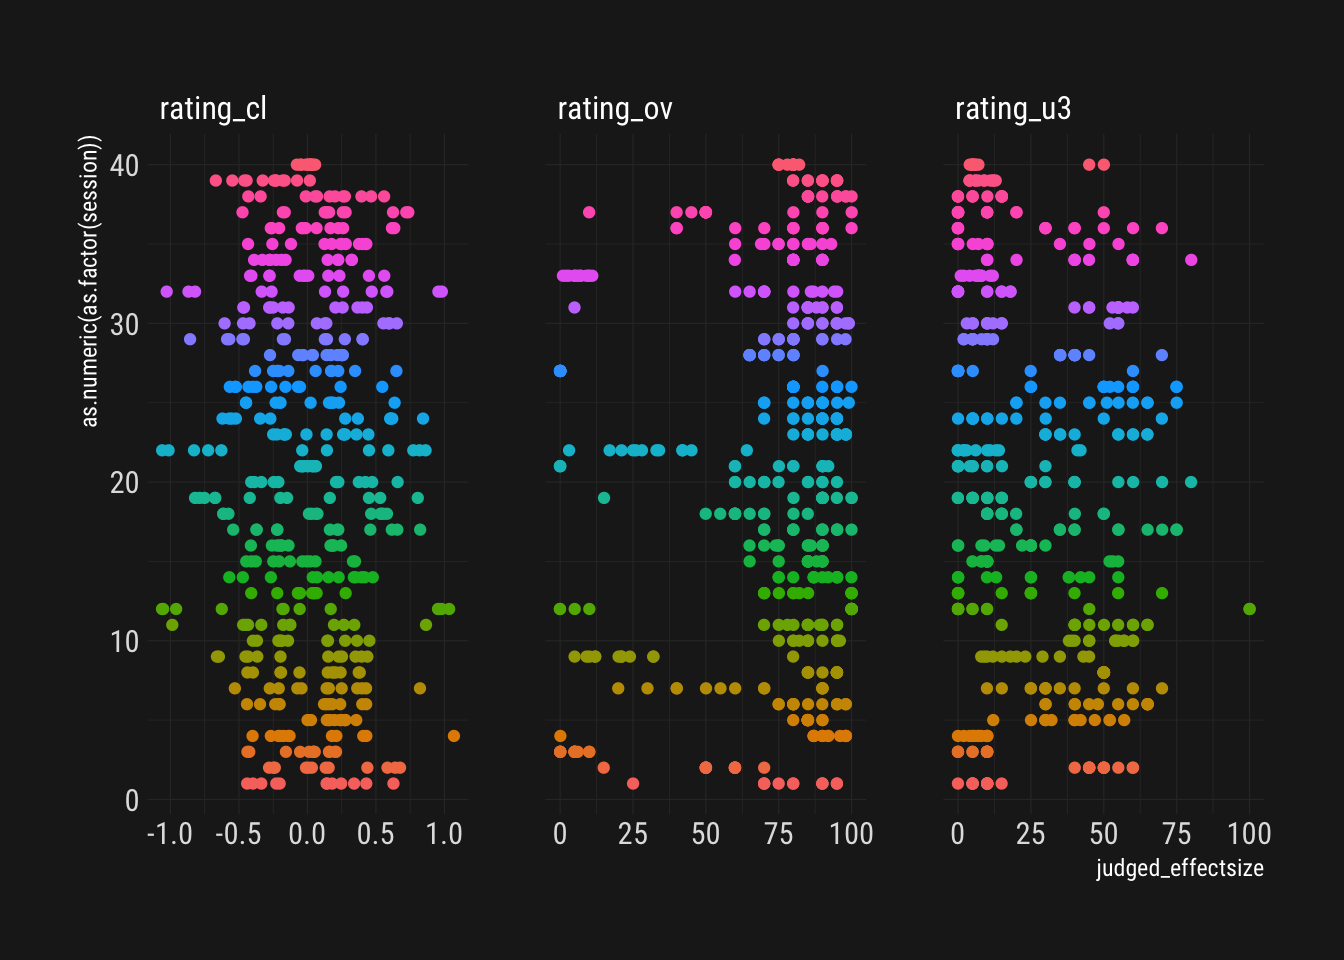 rating_cl rating_ov rating_u3
as.numeric(as.factor(session))
40
30
20
10
0
-1.0 -0.5 0.0 0.5 1.0 0 25 50 75 100 0 25 50 75 100
judged_effectsize